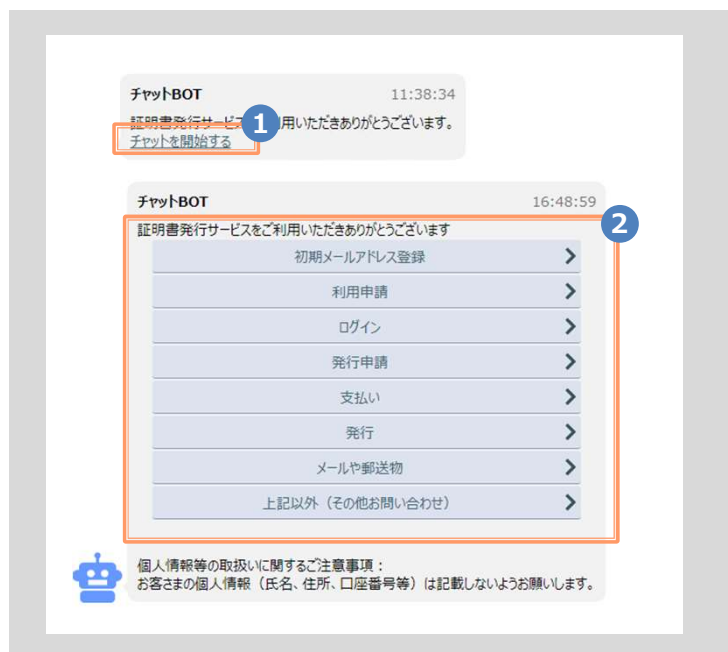 チャットBOT 11:38:34
証明書発行サービス 利用いただきありがとうございます。
1
チャットを開始する
チャットBOT 16:48:59
2
証明書発行サービスをご利用いただきありがとうございます
初期メールアドレス登録
利用申請
ログイン
発行申請
支払い
発行
メールや郵送物
上記以外（その他お問い合わせ）
個人情報等の取扱いに関するご注意事項：
お客さまの個人情報（氏名、住所、口座番号等）は記載しないようお願いします。